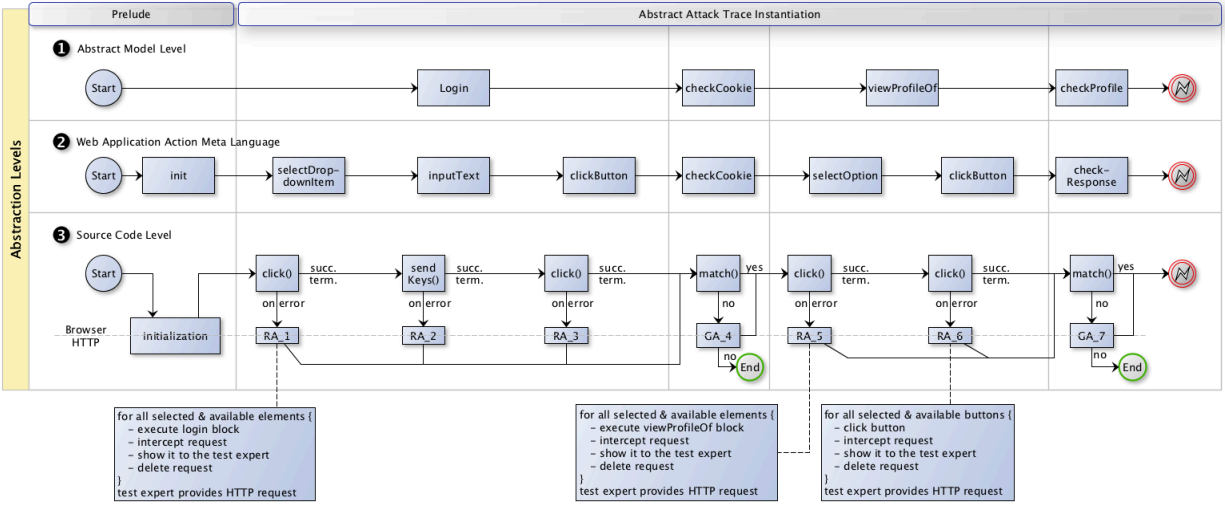 Prelude
Abstract Attack Trace Instantiation
Abstraction Levels
1 Abstract Model Level
Start
Login
checkCookie
viewProfileOf
checkProfile
2 Web Application Action Meta Language
Start
init
selectDrop-
downItem
inputText
clickButton
checkCookie
selectOption
clickButton
check-
Response
3 Source Code Level
Start
initialization
Browser
HTTP
click()
succ.
term.
on error
RA_1
send
Keys()
succ.
term.
on error
RA_2
click()
succ.
term.
on error
RA_3
match()
yes
no
GA_4
no
End
click()
succ.
term.
on error
RA_5
click()
succ.
term.
on error
RA_6
match()
yes
no
GA_7
no
End
for all selected & available elements {
- execute login block
- intercept request
- show it to the test expert
- delete request
}
test expert provides HTTP request
for all selected & available elements {
- execute viewProfileOf block
- intercept request
- show it to the test expert
- delete request
}
test expert provides HTTP request
for all selected & available buttons {
- click button
- intercept request
- show it to the test expert
- delete request
}
test expert provides HTTP request